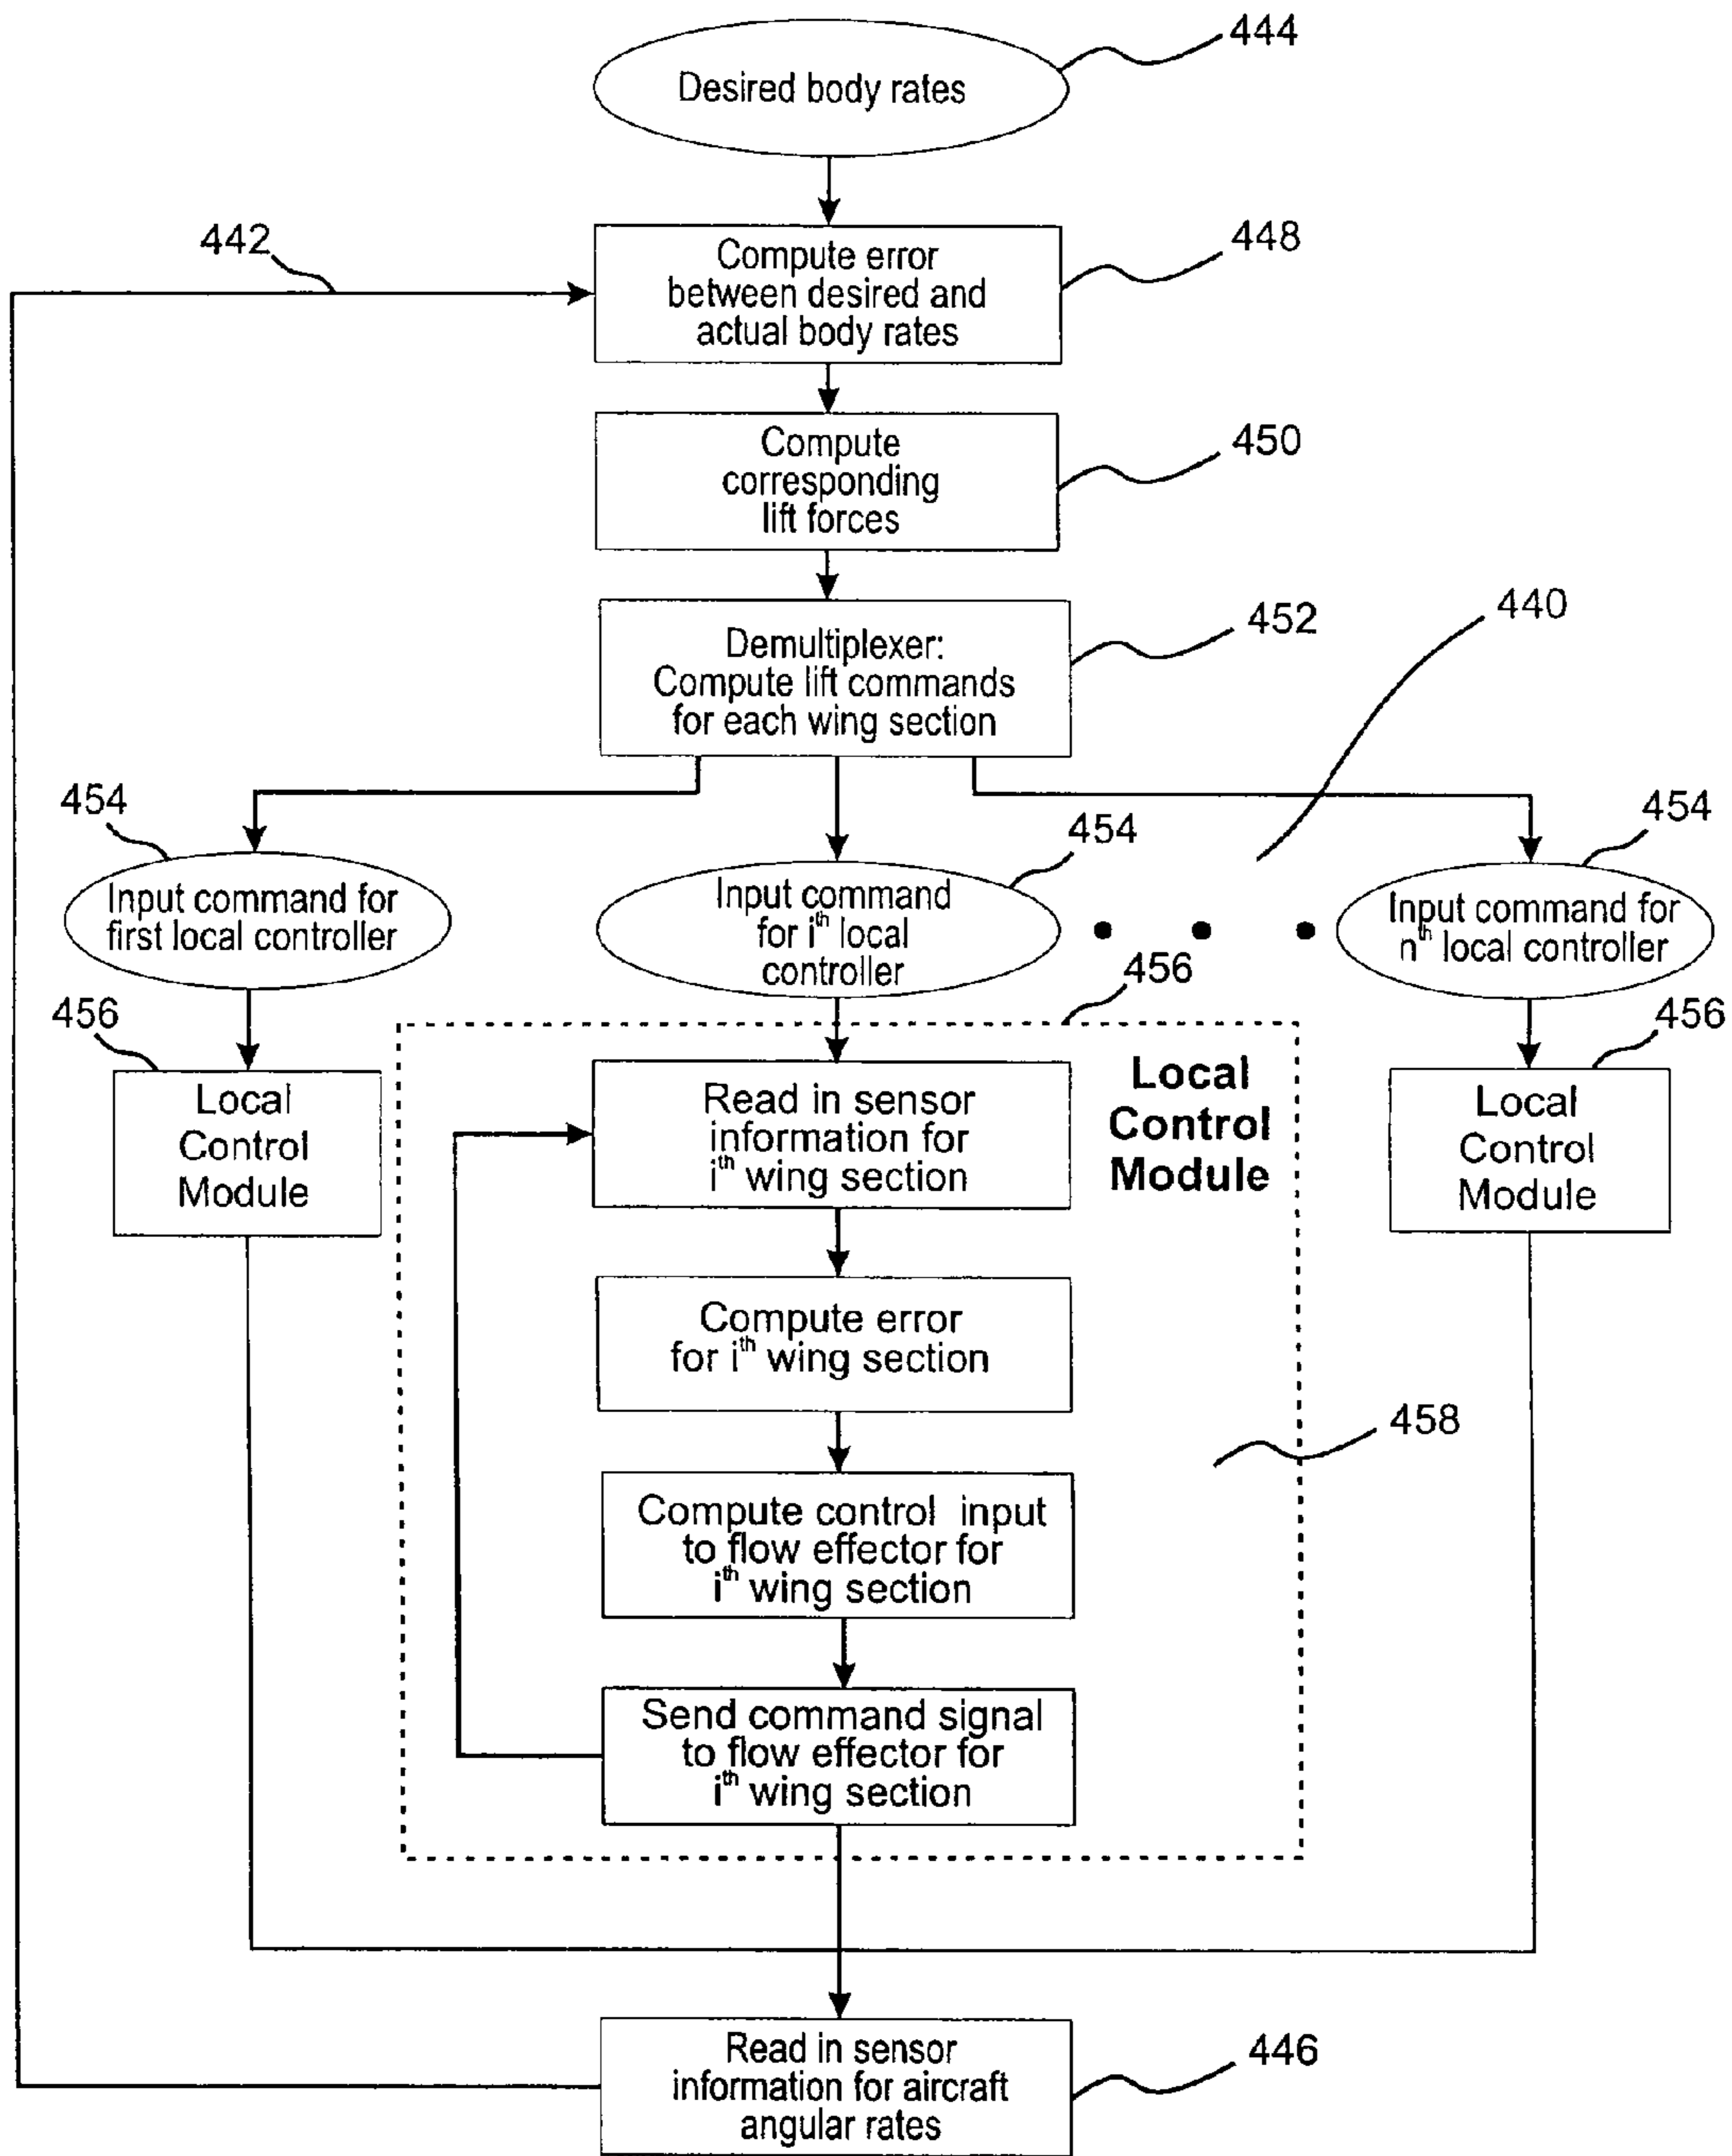 444
Desired body rates
442
448
Compute error
between desired and
actual body rates
450
Compute
corresponding
lift forces
440
452
Demultiplexer:
Compute lift commands
for each wing section
454
454
454
Input command for
first local controller
Input command
for iᵗʰ local
controller
• • •
Input command for
nᵗʰ local controller
456
456
456
Local
Control
Module
Local
Control
Module
Local
Control
Module
Read in sensor
information for
iᵗʰ wing section
Compute error
for iᵗʰ wing section
458
Compute control input
to flow effector for
iᵗʰ wing section
Send command signal
to flow effector for
iᵗʰ wing section
446
Read in sensor
information for aircraft
angular rates